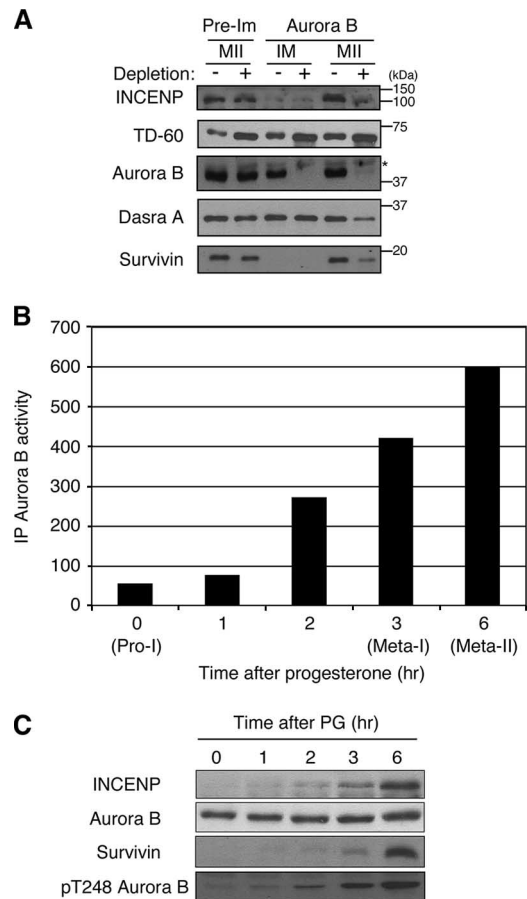 A
Pre-Im Aurora B
MII IM MII
Depletion: - + - + - + (kDa)
INCENP 150 100
TD-60 75
Aurora B * 37
Dasra A 37
Survivin 20
B
700
600
500
400
300
200
100
0
IP Aurora B activity
0 1 2 3 6
(Pro-I) (Meta-I) (Meta-II)
Time after progesterone (hr)
C
Time after PG (hr)
0 1 2 3 6
INCENP
Aurora B
Survivin
pT248 Aurora B